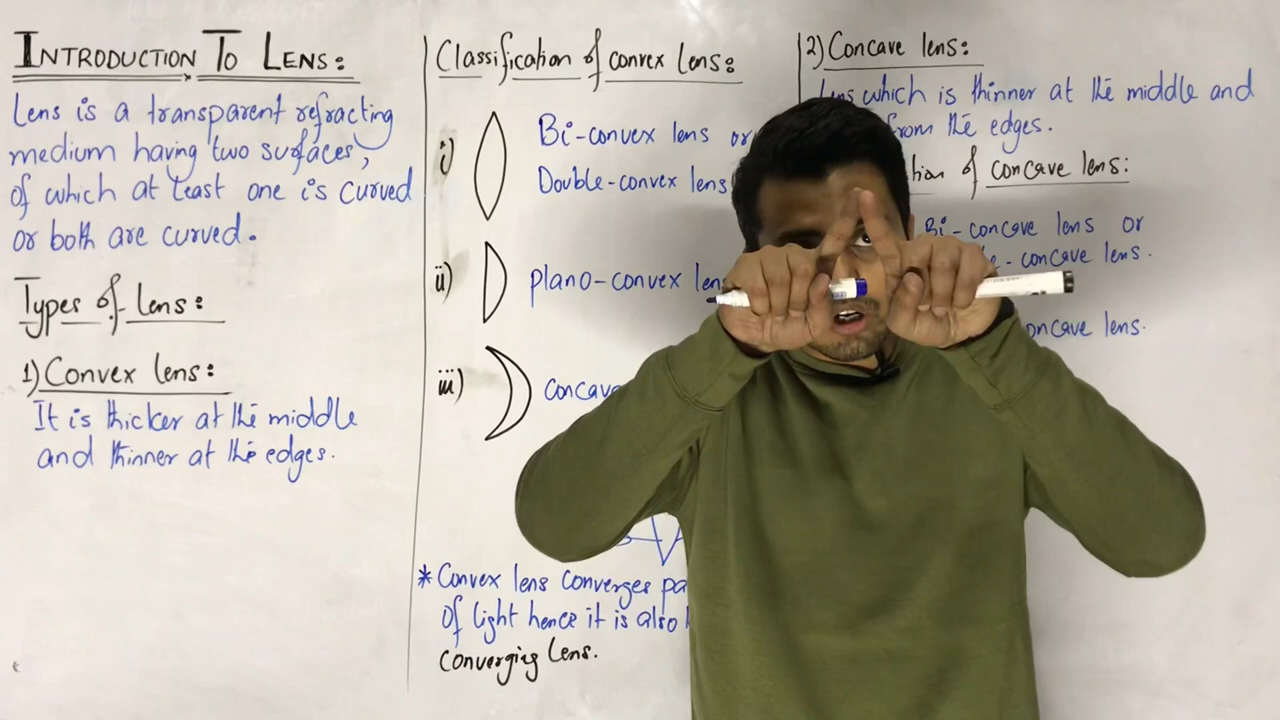 INTRODUCTION TO LENS:
Lens is a transparent refracting
medium having two surfaces,
of which at least one is curved
or both are curved.
Types of lens:
1) Convex lens:
It is thicker at the middle
and thinner at the edges.
Classification of convex lens:
i) Bi-convex lens or
Double-convex lens
ii) plano-convex lens
iii)
* Convex lens converges
of light hence it is also
converging lens.
2) Concave lens:
Lens which is thinner at the middle and
from the edges.
of concave lens:
Bi-concave lens or
concave lens.
concave lens.